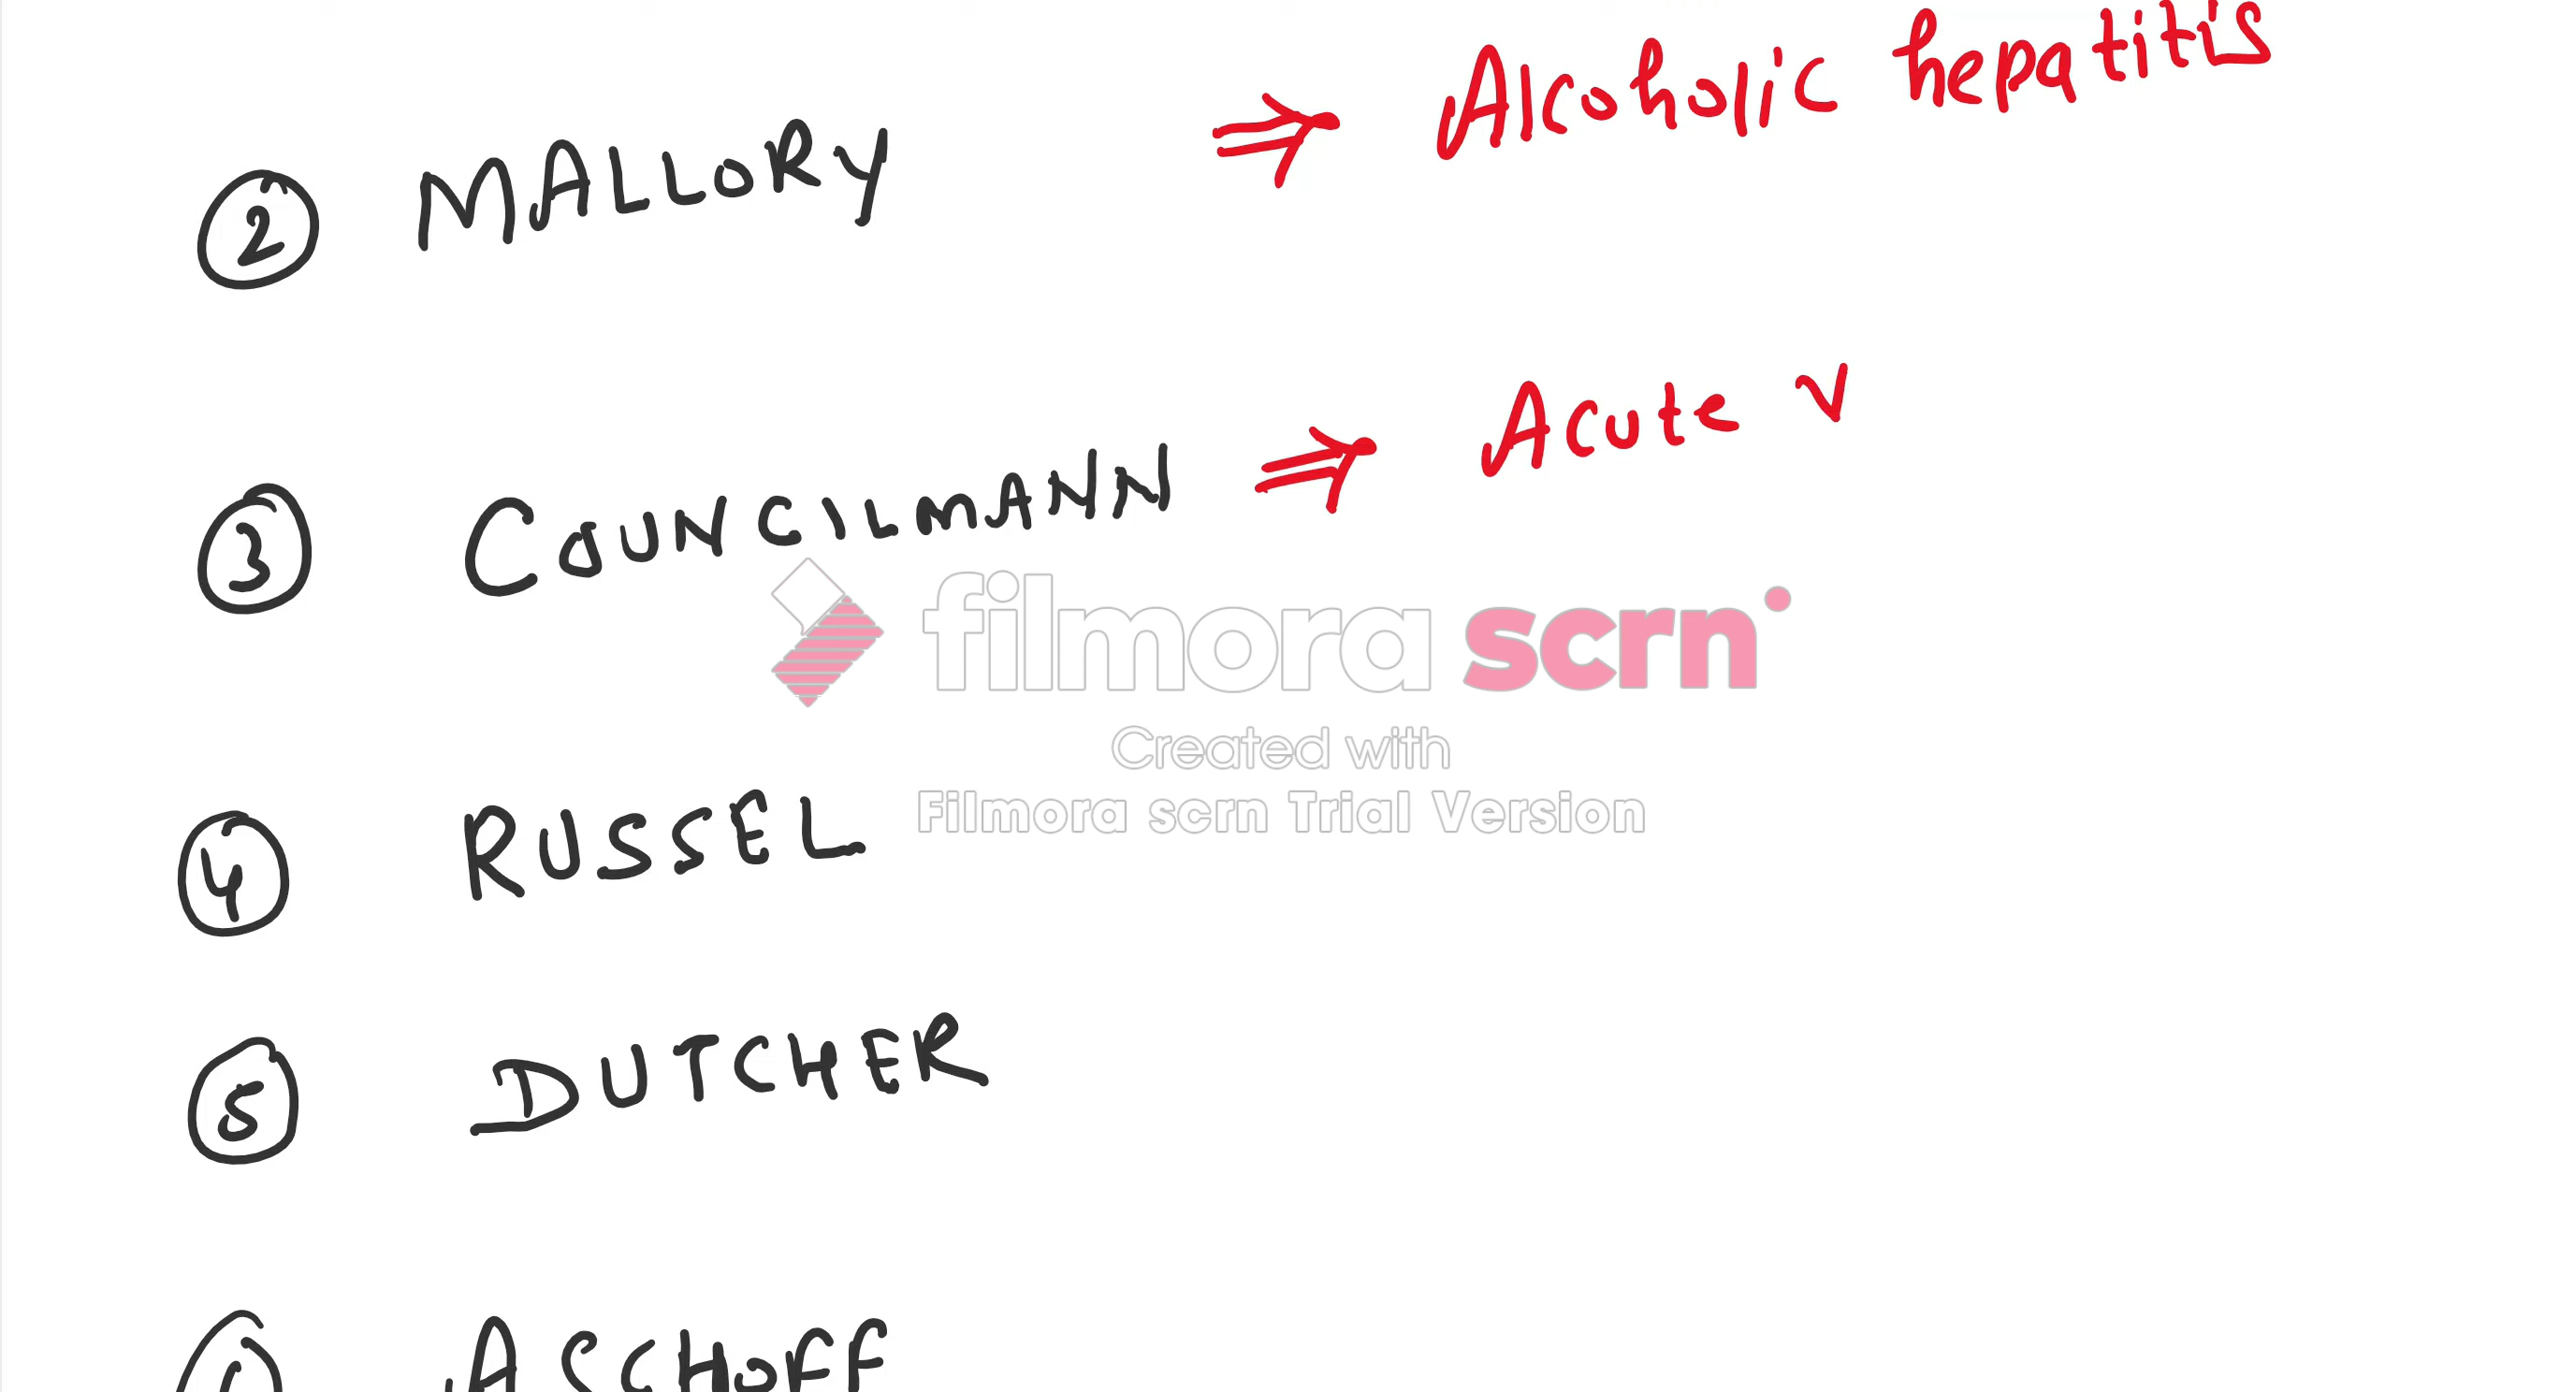 ② MALLORY ⇒ Alcoholic hepatitis
③ COUNCILMANN ⇒ Acute v
filmora scrn
Created with
Filmora scrn Trial Version
④ RUSSEL
⑤ DUTCHER
ASCHOFF